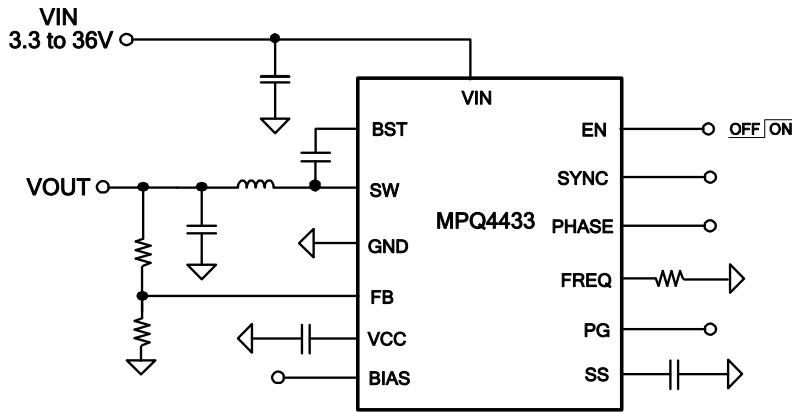 VIN
3.3 to 36V
VIN
BST
EN
OFF ON
SYNC
VOUT
SW
MPQ4433
PHASE
GND
FREQ
FB
PG
VCC
SS
BIAS